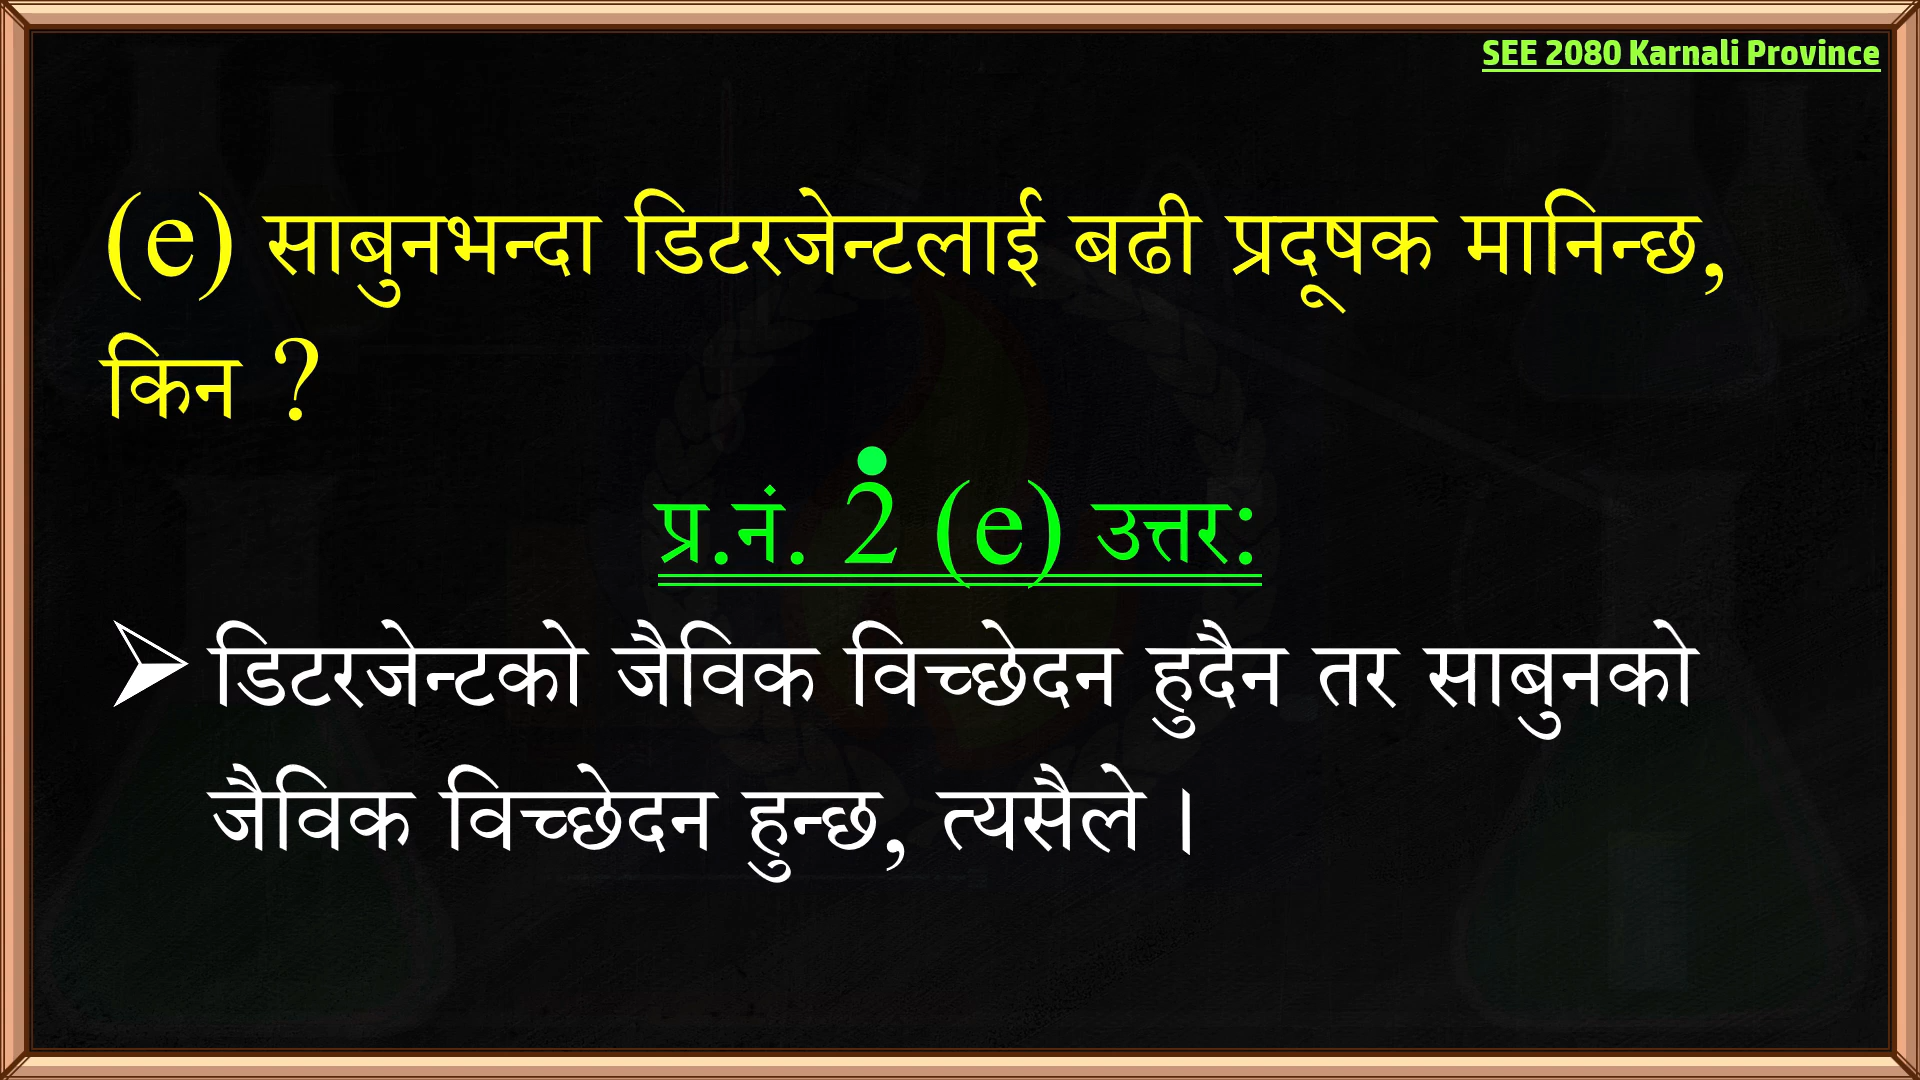 SEE 2080 Karnali Province
(e) साबुनभन्दा डिटरजेन्टलाई बढी प्रदूषक मानिन्छ,
किन ?
प्र.नं. 2 (e) उत्तर:
➢ डिटरजेन्टको जैविक विच्छेदन हुदैन तर साबुनको
जैविक विच्छेदन हुन्छ, त्यसैले ।